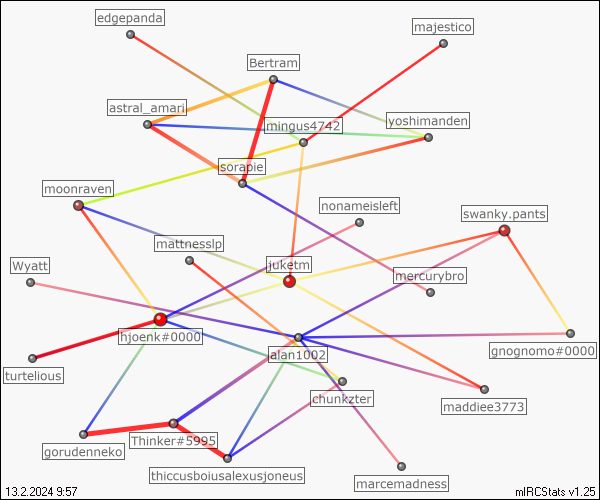 edgepanda
majestico
Bertram
astral_amari
yoshimanden
mingus4742
sorapie
moonraven
nonameisleft
swanky.pants
mattnesslp
juketm
Wyatt
mercurybro
hjoenk#0000
alan1002
gnognomo#0000
turtelious
chunkzter
maddiee3773
Thinker#5995
gorudenneko
thiccusboiusalexusjoneus
marcemadness
13.2.2024 9:57
mIRCStats v1.25